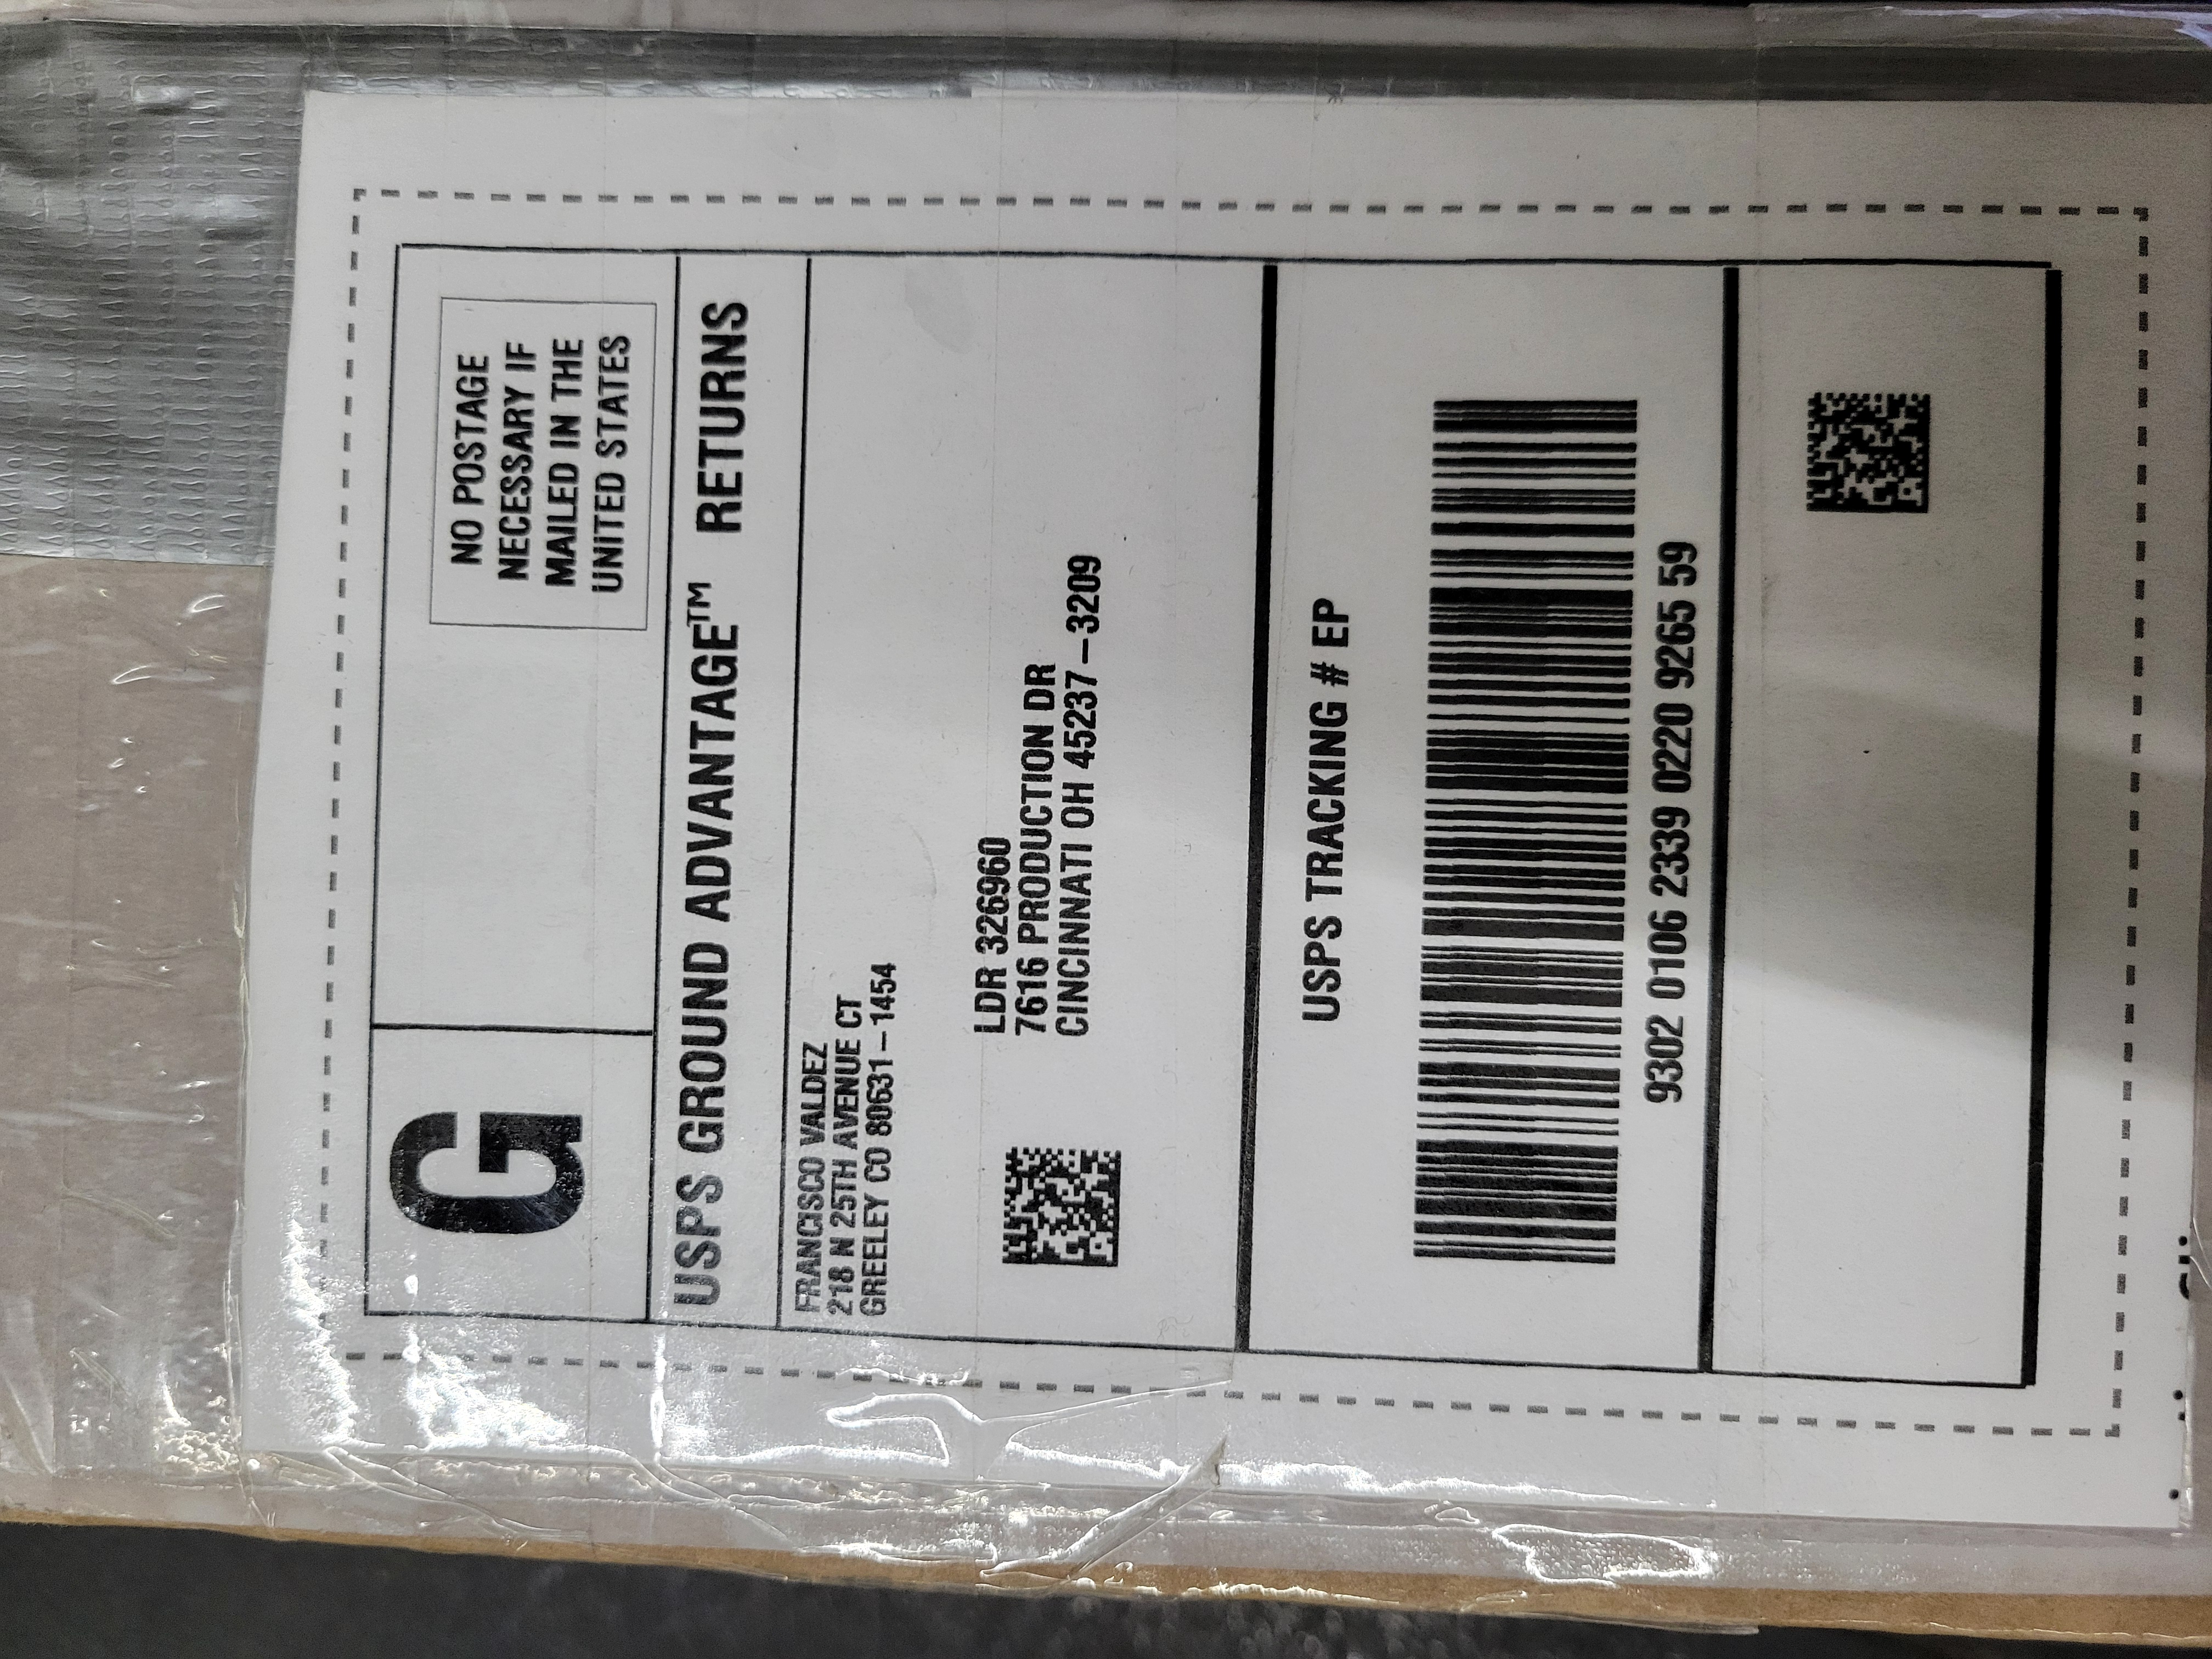 G
NO POSTAGE
NECESSARY IF
MAILED IN THE
UNITED STATES
USPS GROUND ADVANTAGE™ RETURNS
FRANCISCO VALDEZ
218 N 25TH AVENUE CT
GREELEY CO 80631-1454
LDR 326960
7616 PRODUCTION DR
CINCINNATI OH 45237-3209
USPS TRACKING # EP
9302 0106 2339 0220 9265 59